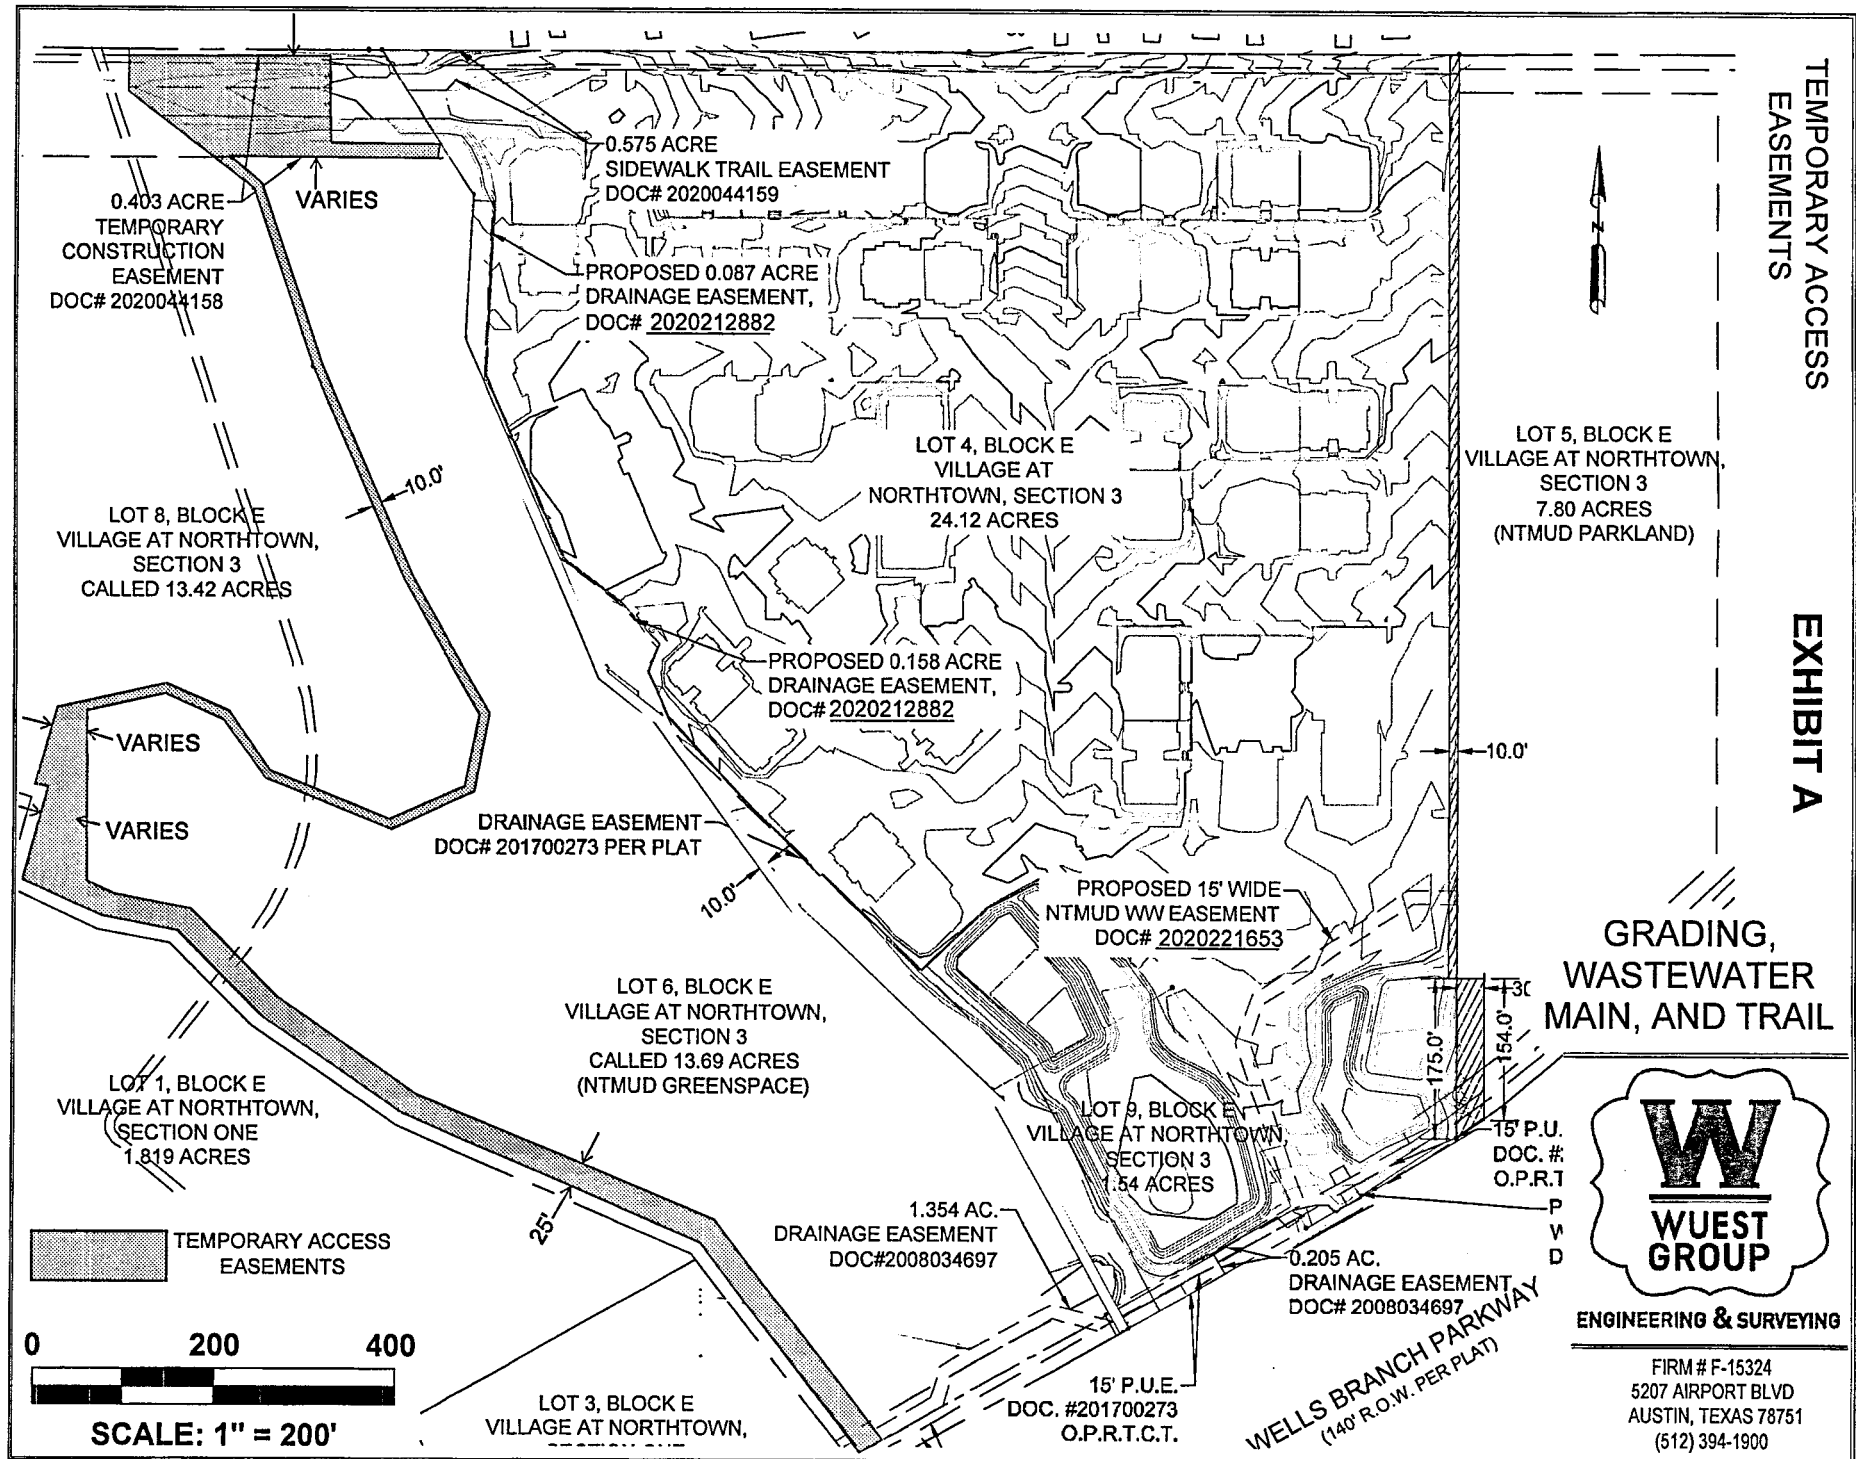 TEMPORARY ACCESS
EASEMENTS
EXHIBIT A
0.575 ACRE
SIDEWALK TRAIL EASEMENT
DOC# 2020044159
0.403 ACRE
TEMPORARY
CONSTRUCTION
EASEMENT
DOC# 2020044158
VARIES
PROPOSED 0.087 ACRE
DRAINAGE EASEMENT,
DOC# 2020212882
N
LOT 4, BLOCK E
VILLAGE AT
NORTHTOWN, SECTION 3
24.12 ACRES
LOT 5, BLOCK E
VILLAGE AT NORTHTOWN,
SECTION 3
7.80 ACRES
(NTMUD PARKLAND)
10.0'
LOT 8, BLOCK E
VILLAGE AT NORTHTOWN,
SECTION 3
CALLED 13.42 ACRES
PROPOSED 0.158 ACRE
DRAINAGE EASEMENT,
DOC# 2020212882
VARIES
VARIES
10.0'
DRAINAGE EASEMENT
DOC# 201700273 PER PLAT
10.0'
PROPOSED 15' WIDE
NTMUD WW EASEMENT
DOC# 2020221653
GRADING,
WASTEWATER
MAIN, AND TRAIL
30
175.0'
154.0'
LOT 6, BLOCK E
VILLAGE AT NORTHTOWN,
SECTION 3
CALLED 13.69 ACRES
(NTMUD GREENSPACE)
LOT 1, BLOCK E
VILLAGE AT NORTHTOWN,
SECTION ONE
1.819 ACRES
LOT 9, BLOCK E
VILLAGE AT NORTHTOWN,
SECTION 3
1.54 ACRES
15' P.U.
DOC. #
O.P.R.T
P
W
D
25'
1.354 AC.
DRAINAGE EASEMENT
DOC#2008034697
0.205 AC.
DRAINAGE EASEMENT
DOC# 2008034697
TEMPORARY ACCESS
EASEMENTS
0 200 400
SCALE: 1" = 200'
LOT 3, BLOCK E
VILLAGE AT NORTHTOWN,
15' P.U.E.
DOC. #201700273
O.P.R.T.C.T.
WELLS BRANCH PARKWAY
(140' R.O.W. PER PLAT)
W
WUEST
GROUP
ENGINEERING & SURVEYING
FIRM # F-15324
5207 AIRPORT BLVD
AUSTIN, TEXAS 78751
(512) 394-1900